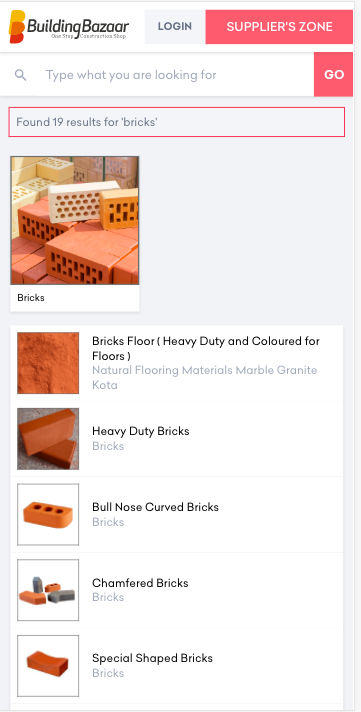 BuildingBazaar
One Stop Construction Shop
LOGIN
SUPPLIER'S ZONE
Type what you are looking for
GO
Found 19 results for 'bricks'
Bricks
Bricks Floor ( Heavy Duty and Coloured for
Floors )
Natural Flooring Materials Marble Granite
Kota
Heavy Duty Bricks
Bricks
Bull Nose Curved Bricks
Bricks
Chamfered Bricks
Bricks
Special Shaped Bricks
Bricks